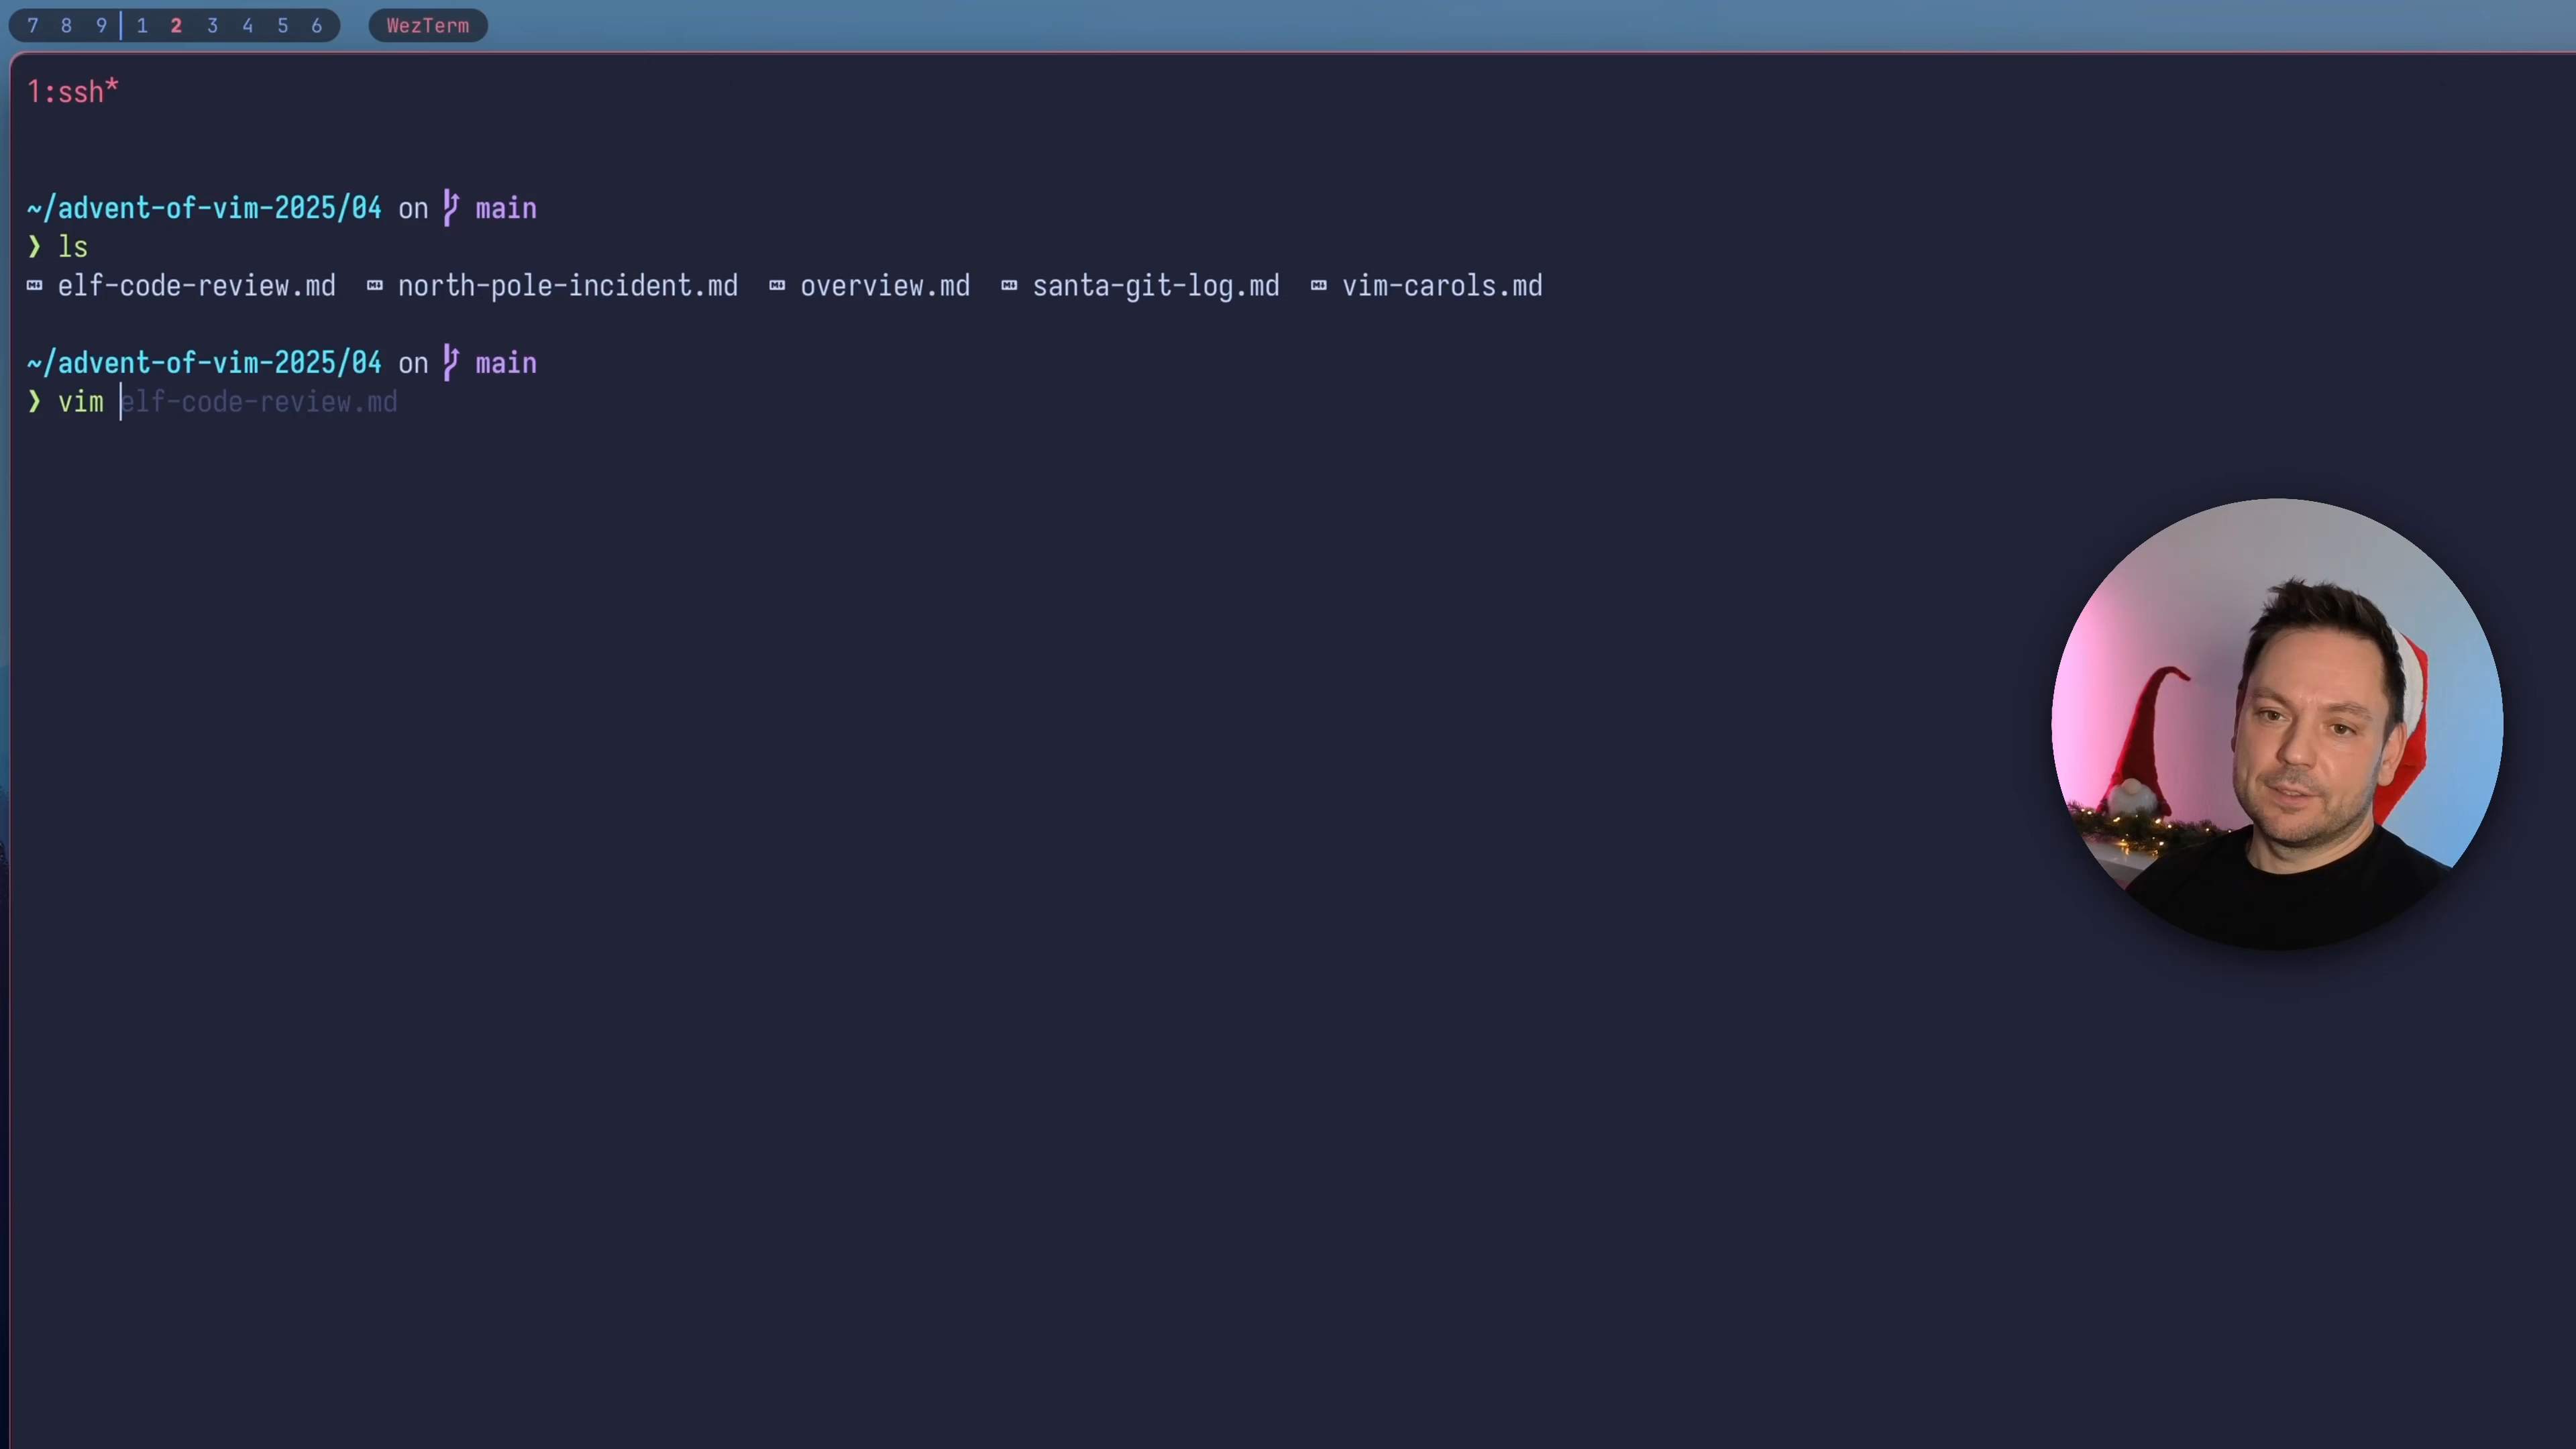 7 8 9 1 2 3 4 5 6 WezTerm
1:ssh*
~/advent-of-vim-2025/04 on main
❯ ls
elf-code-review.md north-pole-incident.md overview.md santa-git-log.md vim-carols.md
~/advent-of-vim-2025/04 on main
❯ vim elf-code-review.md